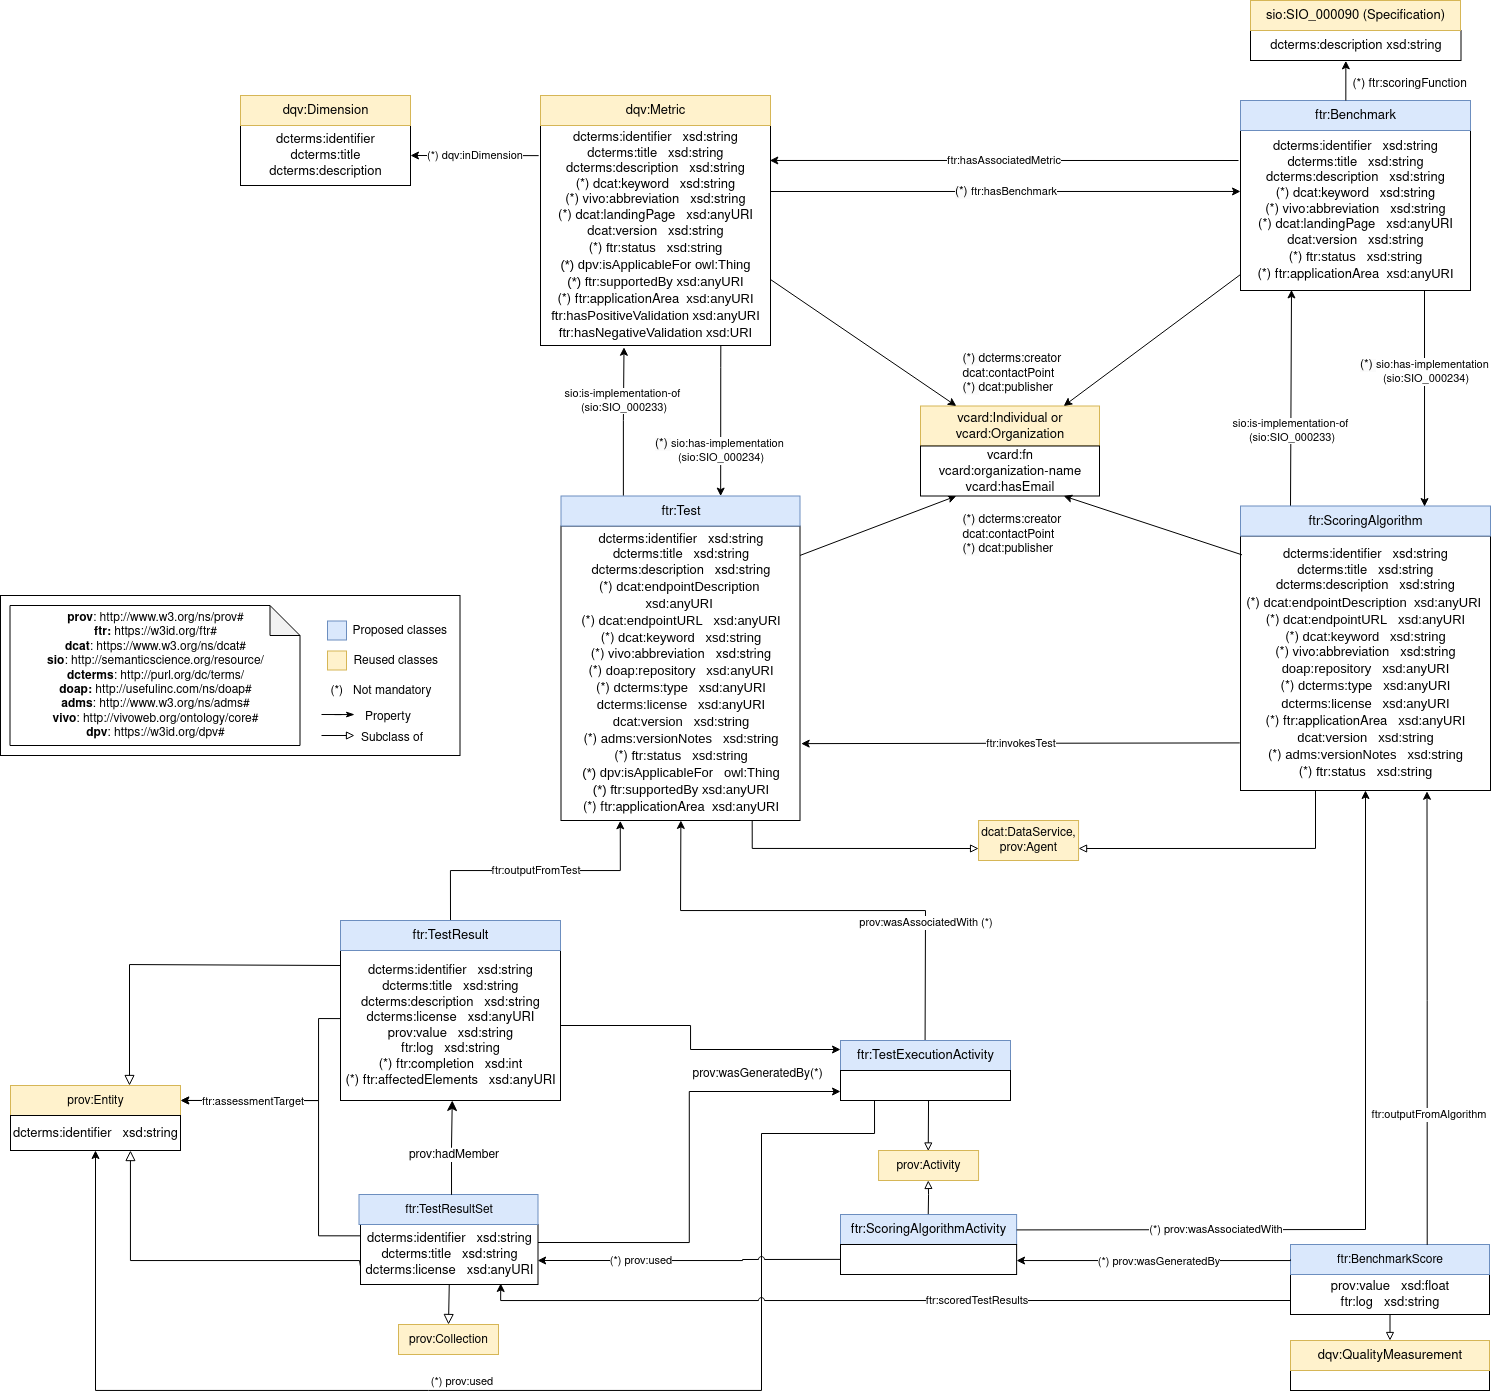 sio:SIO_000090 (Specification)
dcterms:description xsd:string
(*) ftr:scoringFunction
dqv:Dimension
dcterms:identifier
dcterms:title
dcterms:description
(*) dqv:inDimension
dqv:Metric
dcterms:identifier xsd:string
dcterms:title xsd:string
dcterms:description xsd:string
(*) dcat:keyword xsd:string
(*) vivo:abbreviation xsd:string
(*) dcat:landingPage xsd:anyURI
dcat:version xsd:string
(*) ftr:status xsd:string
(*) dpv:isApplicableFor owl:Thing
(*) ftr:supportedBy xsd:anyURI
(*) ftr:applicationArea xsd:anyURI
ftr:hasPositiveValidation xsd:anyURI
ftr:hasNegativeValidation xsd:URI
ftr:hasAssociatedMetric
(*) ftr:hasBenchmark
ftr:Benchmark
dcterms:identifier xsd:string
dcterms:title xsd:string
dcterms:description xsd:string
(*) dcat:keyword xsd:string
(*) vivo:abbreviation xsd:string
(*) dcat:landingPage xsd:anyURI
dcat:version xsd:string
(*) ftr:status xsd:string
(*) ftr:applicationArea xsd:anyURI
(*) dcterms:creator
dcat:contactPoint
(*) dcat:publisher
sio:is-implementation-of
(sio:SIO_000233)
(*) sio:has-implementation
(sio:SIO_000234)
vcard:Individual or
vcard:Organization
vcard:fn
vcard:organization-name
vcard:hasEmail
(*) sio:has-implementation
(sio:SIO_000234)
sio:is-implementation-of
(sio:SIO_000233)
(*) dcterms:creator
dcat:contactPoint
(*) dcat:publisher
ftr:Test
dcterms:identifier xsd:string
dcterms:title xsd:string
dcterms:description xsd:string
(*) dcat:endpointDescription
xsd:anyURI
(*) dcat:endpointURL xsd:anyURI
(*) dcat:keyword xsd:string
(*) vivo:abbreviation xsd:string
(*) doap:repository xsd:anyURI
(*) dcterms:type xsd:anyURI
dcterms:license xsd:anyURI
dcat:version xsd:string
(*) adms:versionNotes xsd:string
(*) ftr:status xsd:string
(*) dpv:isApplicableFor owl:Thing
(*) ftr:supportedBy xsd:anyURI
(*) ftr:applicationArea xsd:anyURI
ftr:ScoringAlgorithm
dcterms:identifier xsd:string
dcterms:title xsd:string
dcterms:description xsd:string
(*) dcat:endpointDescription xsd:anyURI
(*) dcat:endpointURL xsd:anyURI
(*) dcat:keyword xsd:string
(*) vivo:abbreviation xsd:string
doap:repository xsd:anyURI
(*) dcterms:type xsd:anyURI
dcterms:license xsd:anyURI
(*) ftr:applicationArea xsd:anyURI
dcat:version xsd:string
(*) adms:versionNotes xsd:string
(*) ftr:status xsd:string
ftr:invokesTest
prov: http://www.w3.org/ns/prov#
ftr: https://w3id.org/ftr#
dcat: https://www.w3.org/ns/dcat#
sio: http://semanticscience.org/resource/
dcterms: http://purl.org/dc/terms/
doap: http://usefulinc.com/ns/doap#
adms: http://www.w3.org/ns/adms#
vivo: http://vivoweb.org/ontology/core#
dpv: https://w3id.org/dpv#
Proposed classes
Reused classes
(*) Not mandatory
Property
Subclass of
dcat:DataService,
prov:Agent
ftr:outputFromTest
prov:wasAssociatedWith (*)
ftr:TestResult
dcterms:identifier xsd:string
dcterms:title xsd:string
dcterms:description xsd:string
dcterms:license xsd:anyURI
prov:value xsd:string
ftr:log xsd:string
(*) ftr:completion xsd:int
(*) ftr:affectedElements xsd:anyURI
ftr:TestExecutionActivity
prov:wasGeneratedBy(*)
prov:Entity
dcterms:identifier xsd:string
ftr:assessmentTarget
ftr:outputFromAlgorithm
prov:hadMember
prov:Activity
ftr:TestResultSet
dcterms:identifier xsd:string
dcterms:title xsd:string
dcterms:license xsd:anyURI
ftr:ScoringAlgorithmActivity
(*) prov:wasAssociatedWith
(*) prov:used
(*) prov:wasGeneratedBy
ftr:BenchmarkScore
prov:value xsd:float
ftr:log xsd:string
ftr:scoredTestResults
prov:Collection
dqv:QualityMeasurement
(*) prov:used